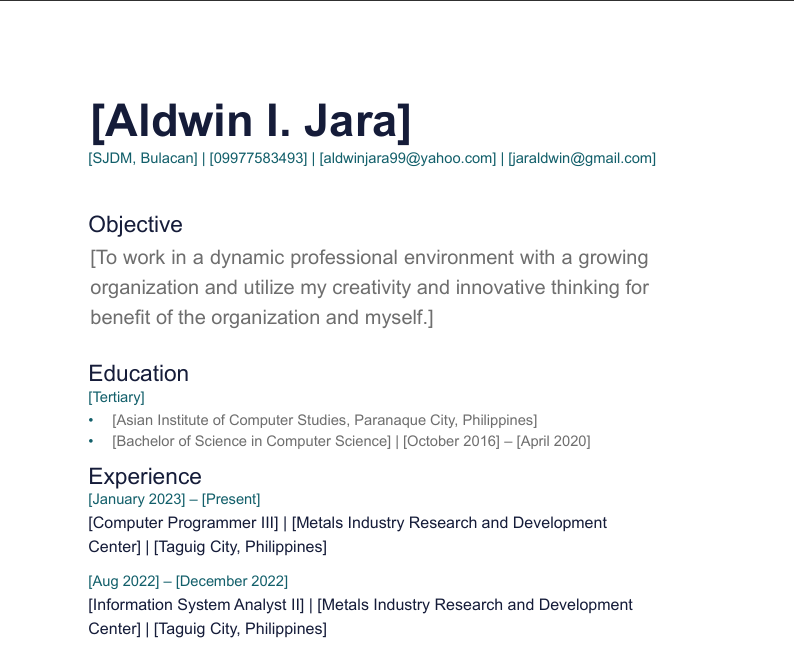 [Aldwin I. Jara]
[SJDM, Bulacan] | [09977583493] | [aldwinjara99@yahoo.com] | [jaraldwin@gmail.com]
Objective
[To work in a dynamic professional environment with a growing
organization and utilize my creativity and innovative thinking for
benefit of the organization and myself.]
Education
[Tertiary]
• [Asian Institute of Computer Studies, Paranaque City, Philippines]
• [Bachelor of Science in Computer Science] | [October 2016] – [April 2020]
Experience
[January 2023] – [Present]
[Computer Programmer III] | [Metals Industry Research and Development
Center] | [Taguig City, Philippines]
[Aug 2022] – [December 2022]
[Information System Analyst II] | [Metals Industry Research and Development
Center] | [Taguig City, Philippines]